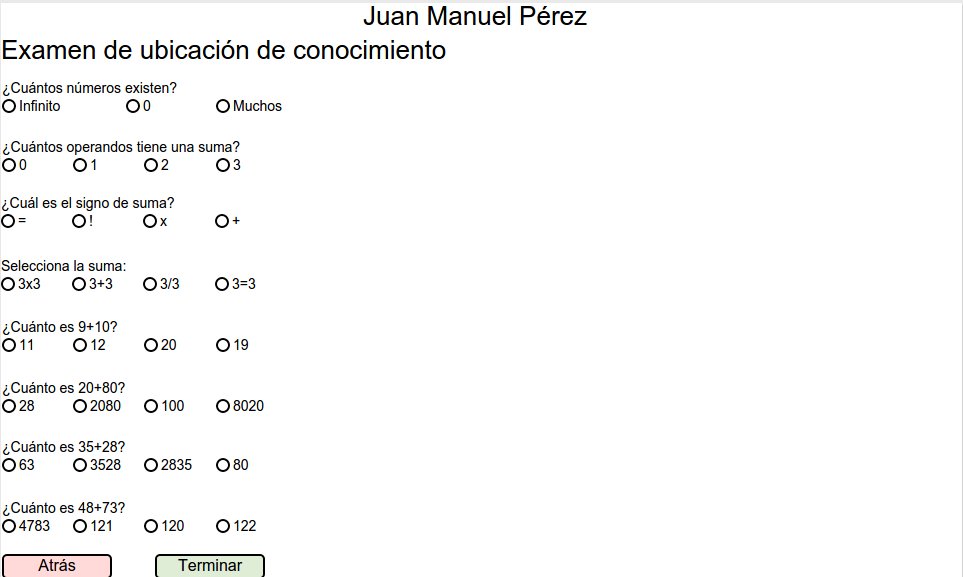 Juan Manuel Pérez
Examen de ubicación de conocimiento
¿Cuántos números existen?
Infinito 0 Muchos
¿Cuántos operandos tiene una suma?
0 1 2 3
¿Cuál es el signo de suma?
= ! x +
Selecciona la suma:
3x3 3+3 3/3 3=3
¿Cuánto es 9+10?
11 12 20 19
¿Cuánto es 20+80?
28 2080 100 8020
¿Cuánto es 35+28?
63 3528 2835 80
¿Cuánto es 48+73?
4783 121 120 122
Atrás Terminar